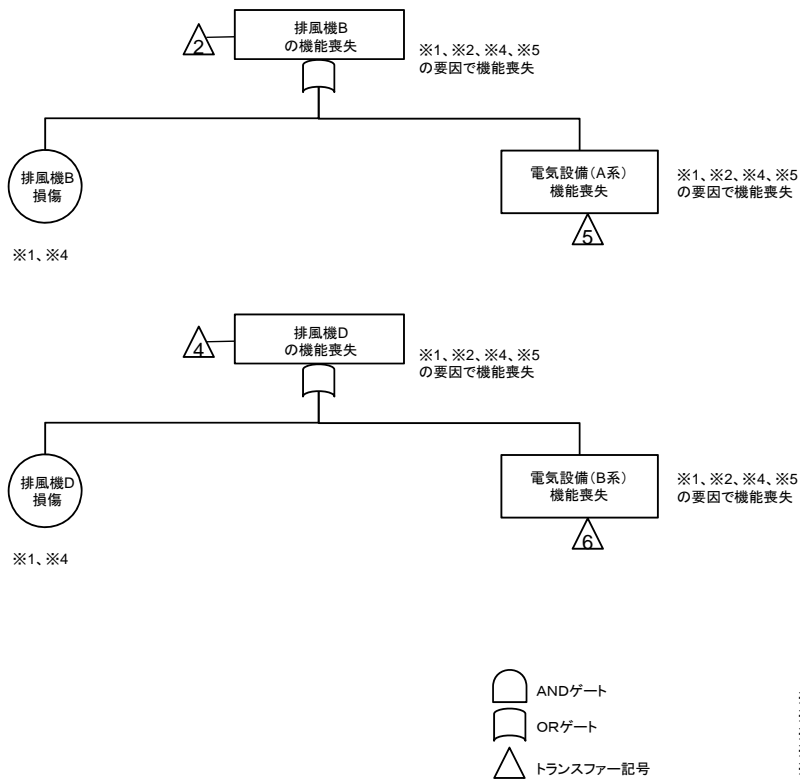 2
排風機B
の機能喪失
※1、※2、※4、※5
の要因で機能喪失
排風機B
損傷
※1、※4
電気設備(A系)
機能喪失
※1、※2、※4、※5
の要因で機能喪失
5
4
排風機D
の機能喪失
※1、※2、※4、※5
の要因で機能喪失
排風機D
損傷
※1、※4
電気設備(B系)
機能喪失
※1、※2、※4、※5
の要因で機能喪失
6
ANDゲート
ORゲート
トランスファー記号